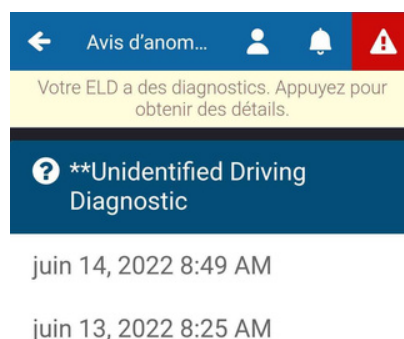 Avis d'anom...
Votre ELD a des diagnostics. Appuyez pour
obtenir des détails.
**Unidentified Driving
Diagnostic
juin 14, 2022 8:49 AM
juin 13, 2022 8:25 AM